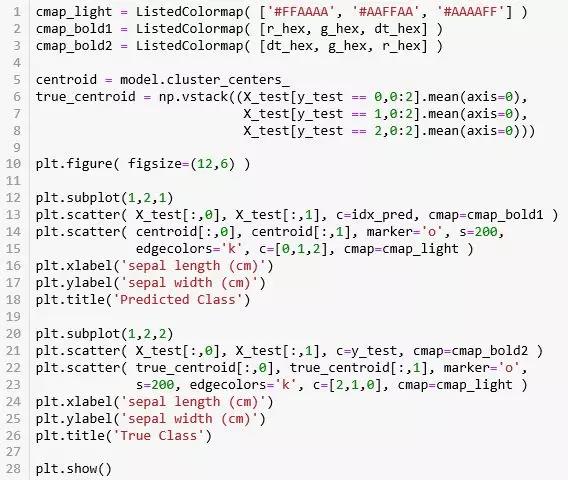 1 cmap_light = ListedColormap( ['#FFAAAA', '#AAFFAA', '#AAAAFF'] )
2 cmap_bold1 = ListedColormap( [r_hex, g_hex, dt_hex] )
3 cmap_bold2 = ListedColormap( [dt_hex, g_hex, r_hex] )
4
5 centroid = model.cluster_centers_
6 true_centroid = np.vstack((X_test[y_test == 0,0:2].mean(axis=0),
7                            X_test[y_test == 1,0:2].mean(axis=0),
8                            X_test[y_test == 2,0:2].mean(axis=0)))
9
10 plt.figure( figsize=(12,6) )
11
12 plt.subplot(1,2,1)
13 plt.scatter( X_test[:,0], X_test[:,1], c=idx_pred, cmap=cmap_bold1 )
14 plt.scatter( centroid[:,0], centroid[:,1], marker='o', s=200,
15              edgecolors='k', c=[0,1,2], cmap=cmap_light )
16 plt.xlabel('sepal length (cm)')
17 plt.ylabel('sepal width (cm)')
18 plt.title('Predicted Class')
19
20 plt.subplot(1,2,2)
21 plt.scatter( X_test[:,0], X_test[:,1], c=y_test, cmap=cmap_bold2 )
22 plt.scatter( true_centroid[:,0], true_centroid[:,1], marker='o',
23              s=200, edgecolors='k', c=[2,1,0], cmap=cmap_light )
24 plt.xlabel('sepal length (cm)')
25 plt.ylabel('sepal width (cm)')
26 plt.title('True Class')
27
28 plt.show()